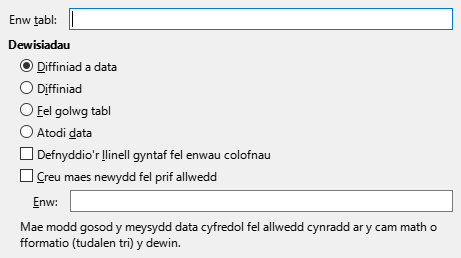 Enw tabl:
Dewisiadau
Diffiniad a data
Diffiniad
Fel golwg tabl
Atodi data
Defnyddio'r llinell gyntaf fel enwau colofnau
Creu maes newydd fel prif allwedd
Enw:
Mae modd gosod y meysydd data cyfredol fel allwedd cynradd ar y cam math o
fformatio (tudalen tri) y dewin.